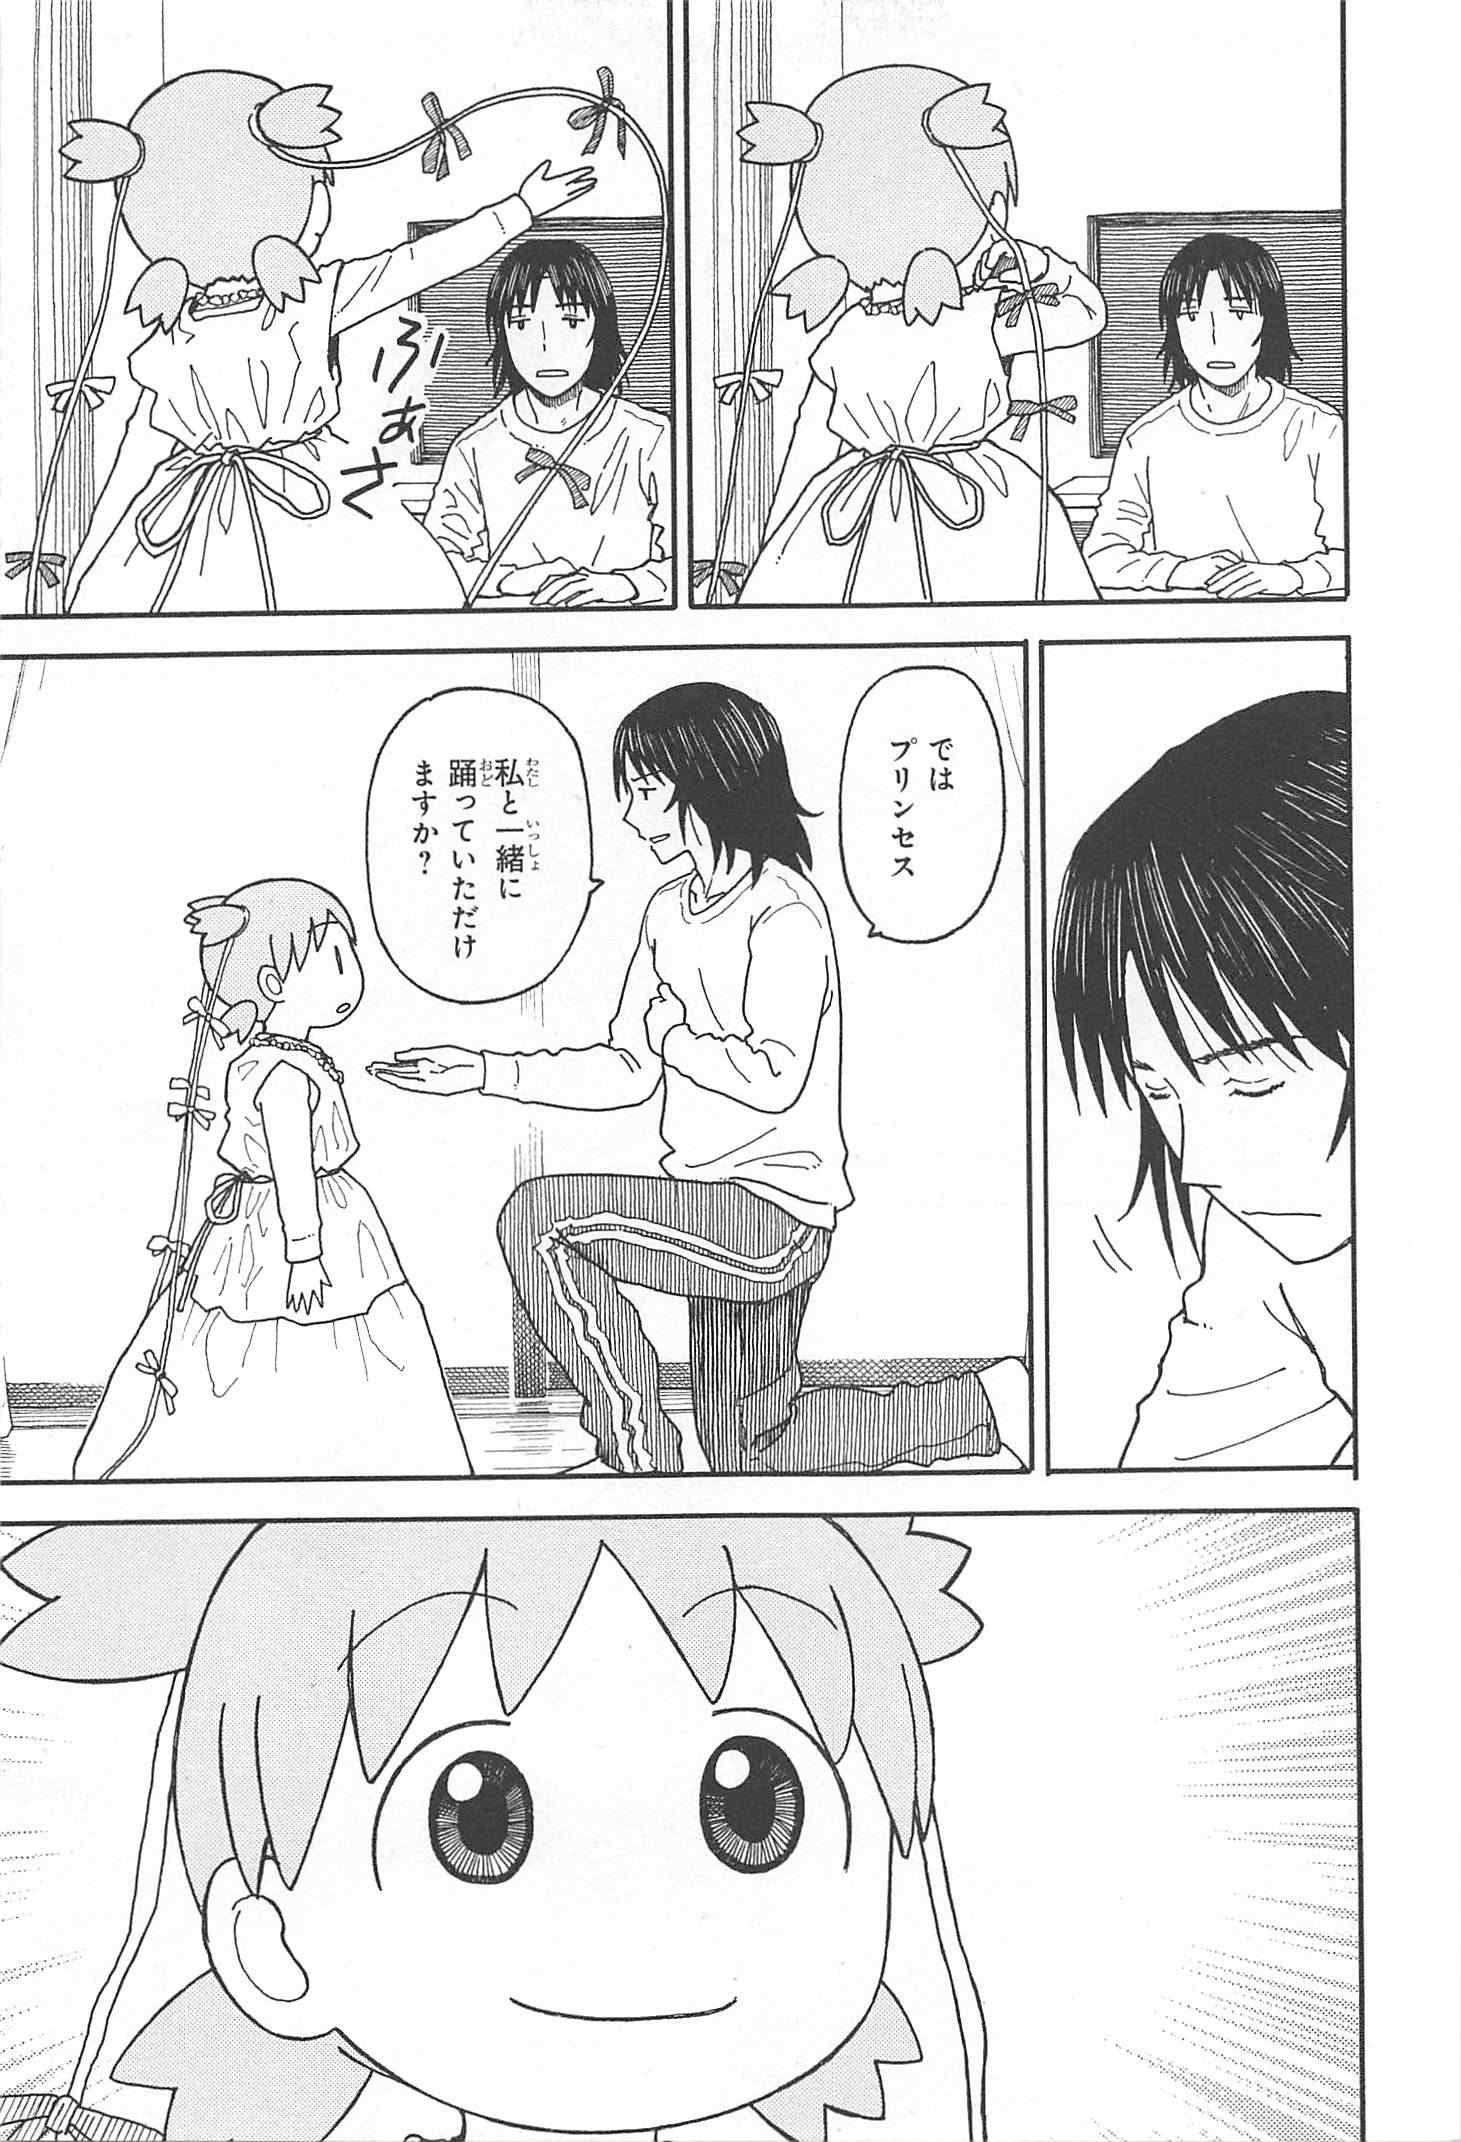 ふぁさ
では
プリンセス
私と一緒に
踊っていただけ
ますか?